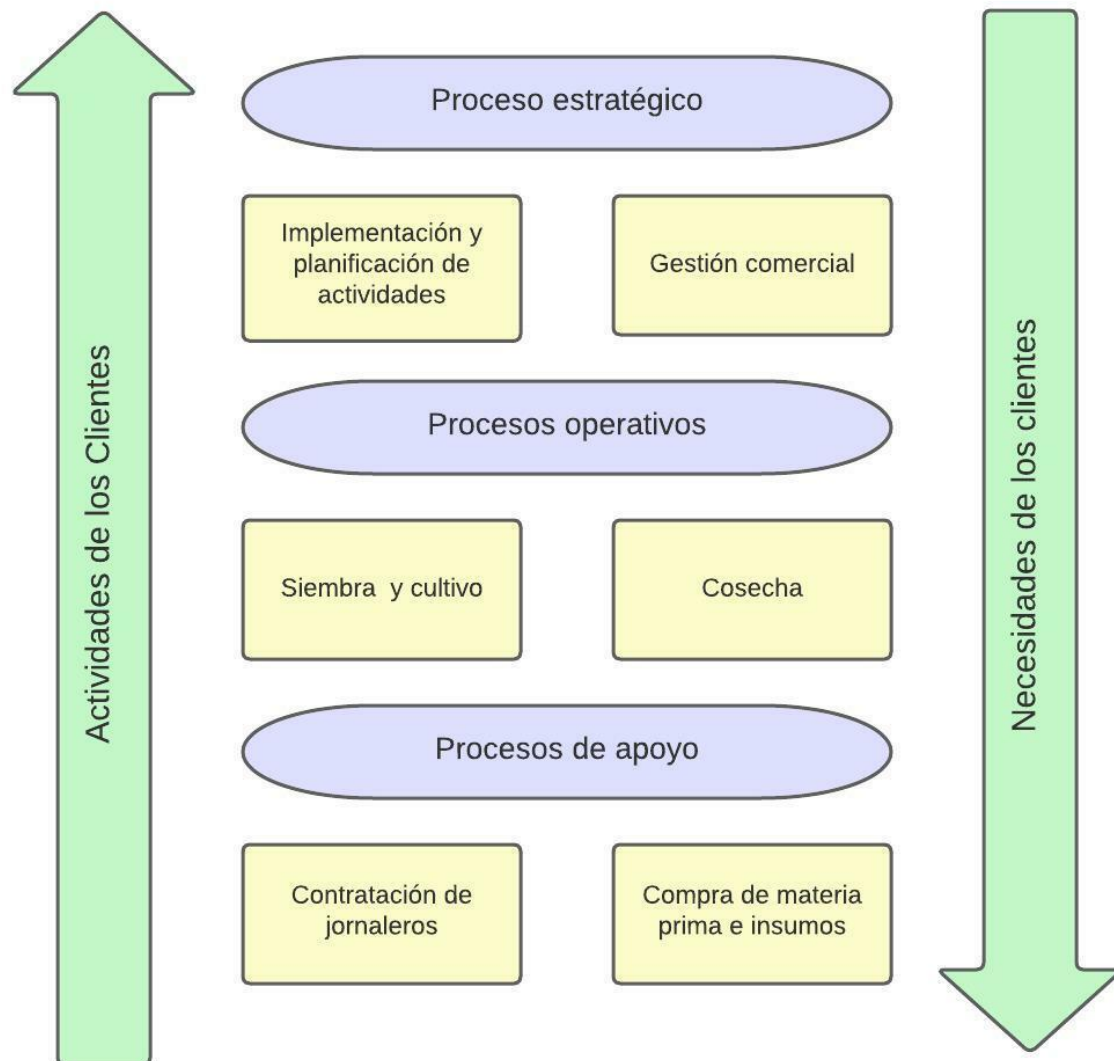 Proceso estratégico
Implementación y
planificación de
actividades
Gestión comercial
Procesos operativos
Siembra y cultivo
Cosecha
Procesos de apoyo
Contratación de
jornaleros
Compra de materia
prima e insumos
Actividades de los Clientes
Necesidades de los clientes